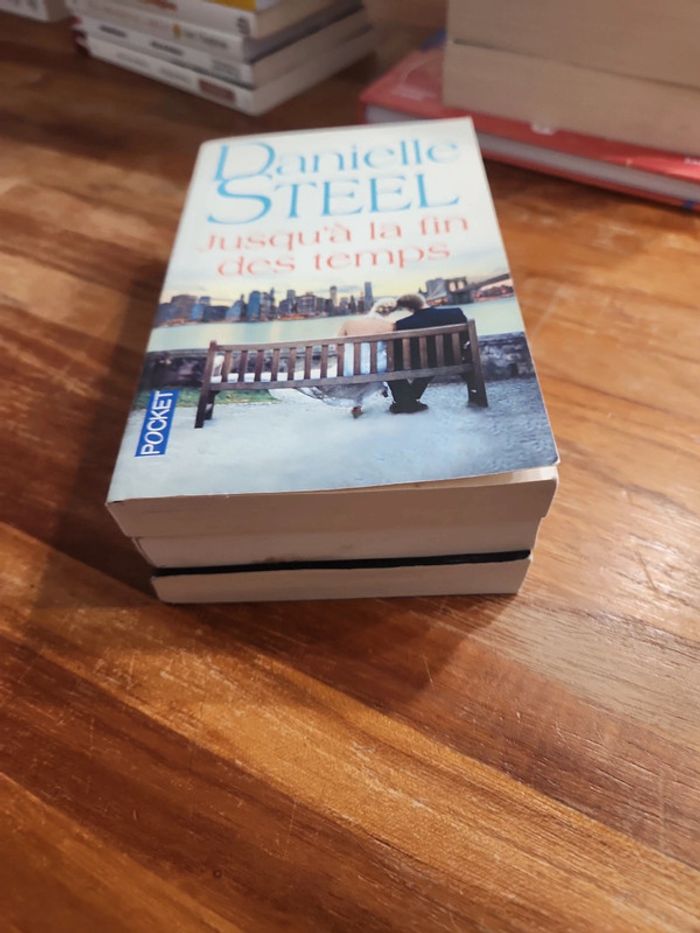 Danielle
STEEL
Jusqu'à la fin
des temps
POCKET